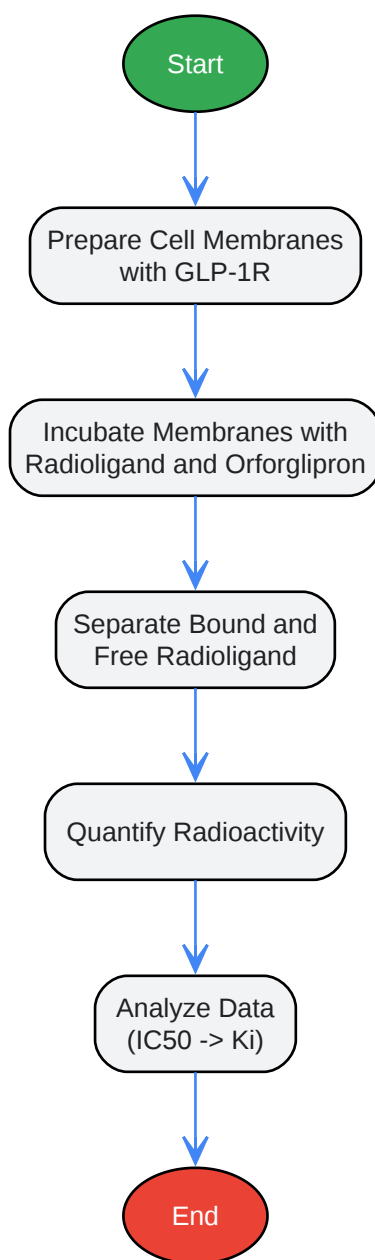 Start
Prepare Cell Membranes
with GLP-1R
Incubate Membranes with
Radioligand and Orforglipron
Separate Bound and
Free Radioligand
Quantify Radioactivity
Analyze Data
(IC50 -> Ki)
End